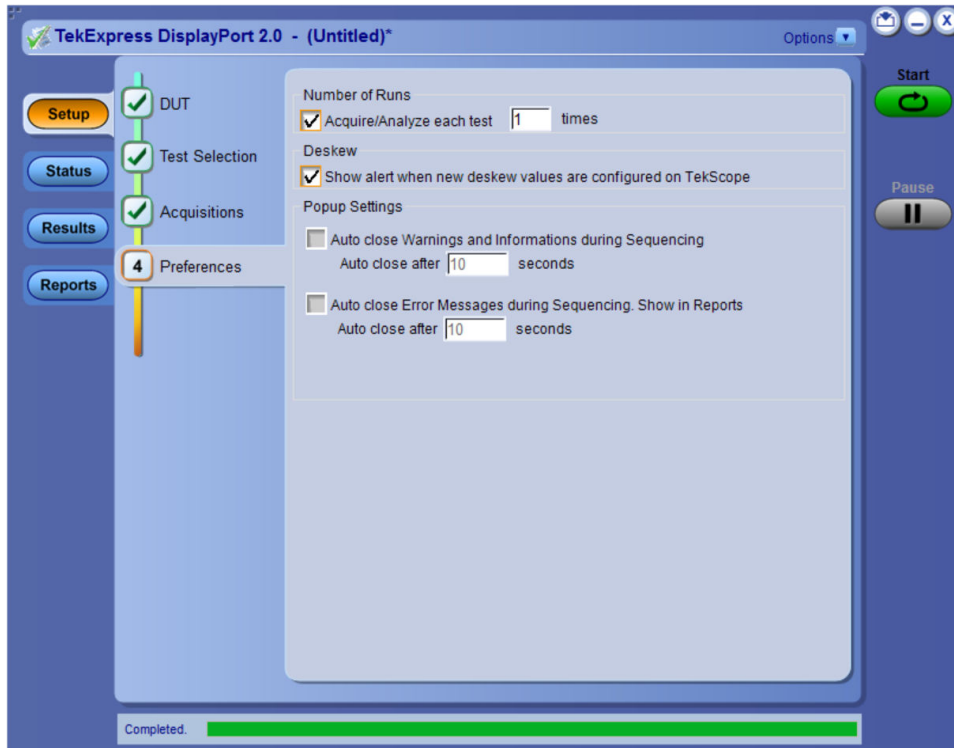 TekExpress DisplayPort 2.0 - (Untitled)*
Options
X
Start
Pause
Setup
Status
Results
Reports
DUT
Test Selection
Acquisitions
4 Preferences
Number of Runs
Acquire/Analyze each test 1 times
Deskew
Show alert when new deskew values are configured on TekScope
Popup Settings
Auto close Warnings and Informations during Sequencing
Auto close after 10 seconds
Auto close Error Messages during Sequencing. Show in Reports
Auto close after 10 seconds
Completed.